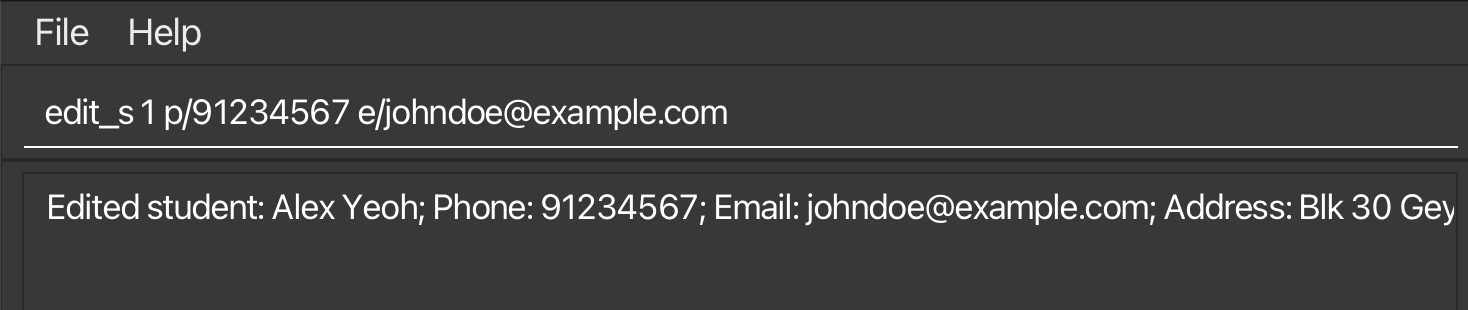 File Help
edit_s 1 p/91234567 e/johndoe@example.com
Edited student: Alex Yeoh; Phone: 91234567; Email: johndoe@example.com; Address: Blk 30